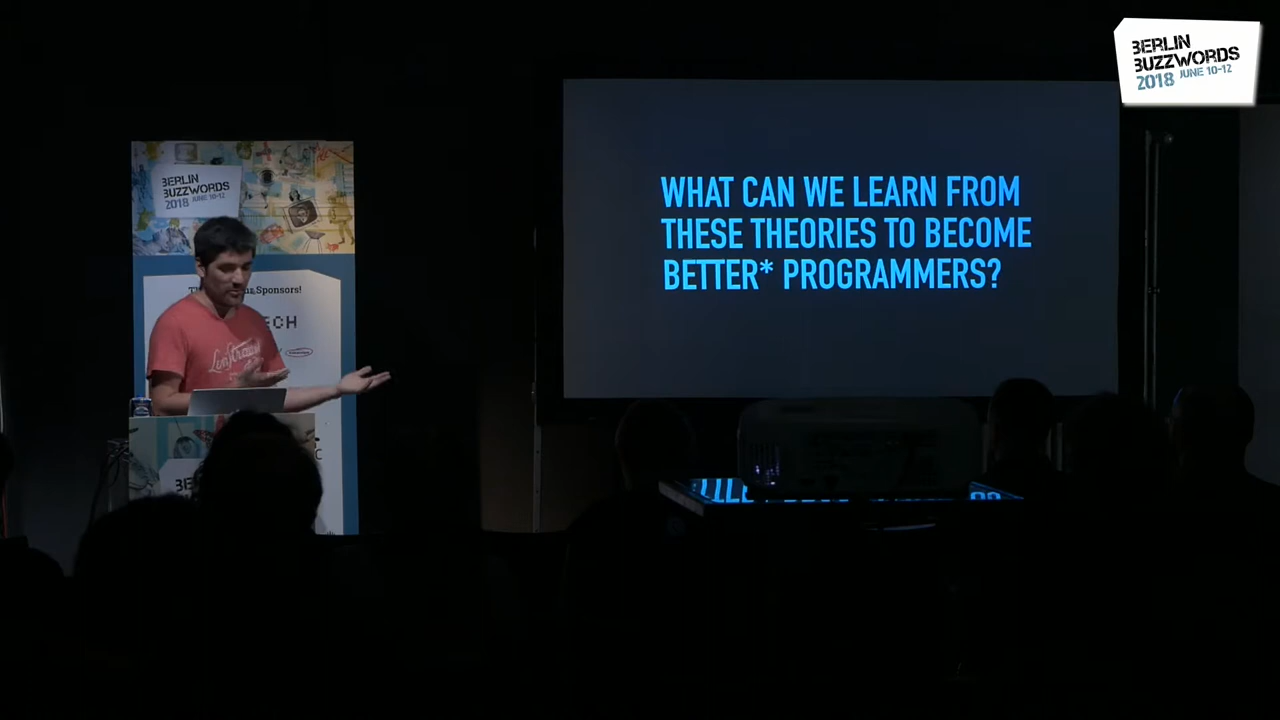 BERLIN
BUZZWORDS
2018 JUNE 10-12
WHAT CAN WE LEARN FROM
THESE THEORIES TO BECOME
BETTER* PROGRAMMERS?
BERLIN
BUZZWORDS
2018 JUNE 10-12
Sponsors!